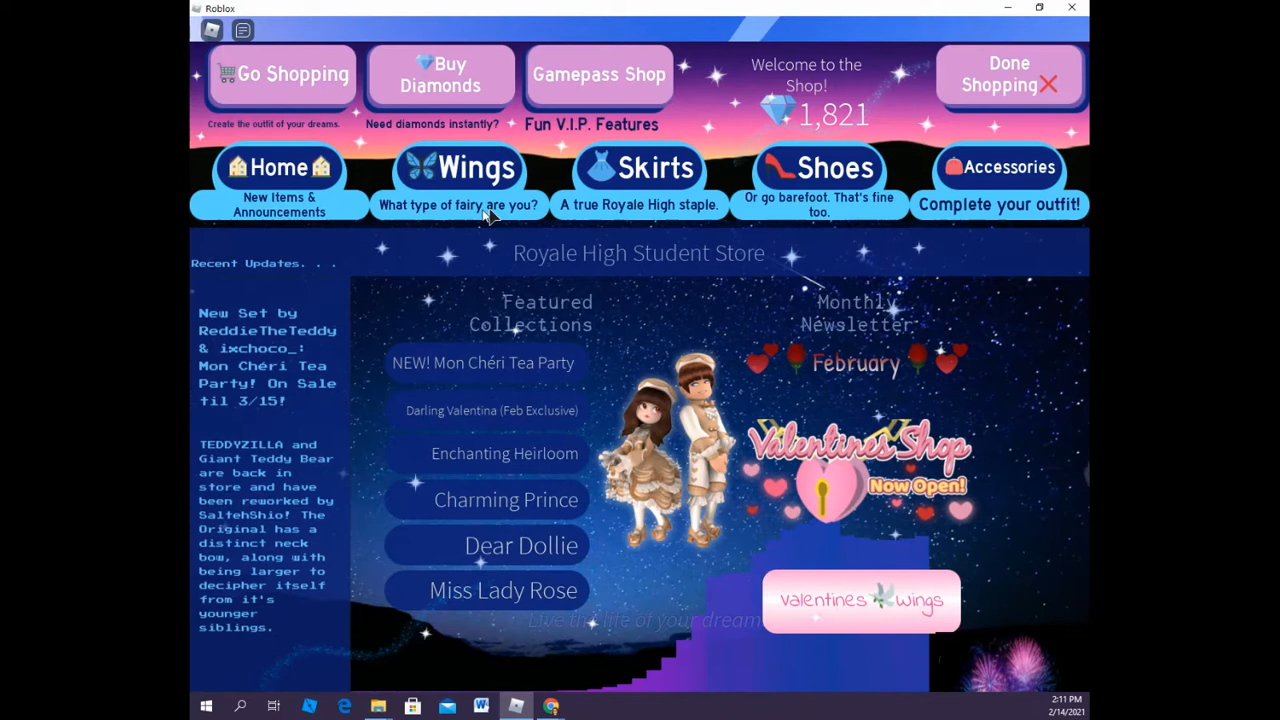 Roblox
Go Shopping
Buy
Diamonds
Gamepass Shop
Welcome to the
Shop!
1,821
Done
Shopping
Create the outfit of your dreams.
Need diamonds instantly?
Fun V.I.P. Features
Home
Wings
Skirts
Shoes
Accessories
New Items &
Announcements
What type of fairy are you?
A true Royale High staple.
Or go barefoot. That's fine
too.
Complete your outfit!
Royale High Student Store
Recent Updates. . .
New Set by
ReddieTheTeddy
& ixchoco_:
Mon Chéri Tea
Party! On Sale
til 3/15!
TEDDYZILLA and
Giant Teddy Bear
are back in
store and have
been reworked by
SaltehShio! The
Original has a
distinct neck
bow, along with
being larger to
decipher itself
from it's
younger
siblings.
Featured
Collections
NEW! Mon Chéri Tea Party
Darling Valentina (Feb Exclusive)
Enchanting Heirloom
Charming Prince
Dear Dollie
Miss Lady Rose
Live the life of your dream
Monthly
Newsletter
February
Valentines Shop
Now Open!
Valentines Wings
2:11 PM
2/14/2021